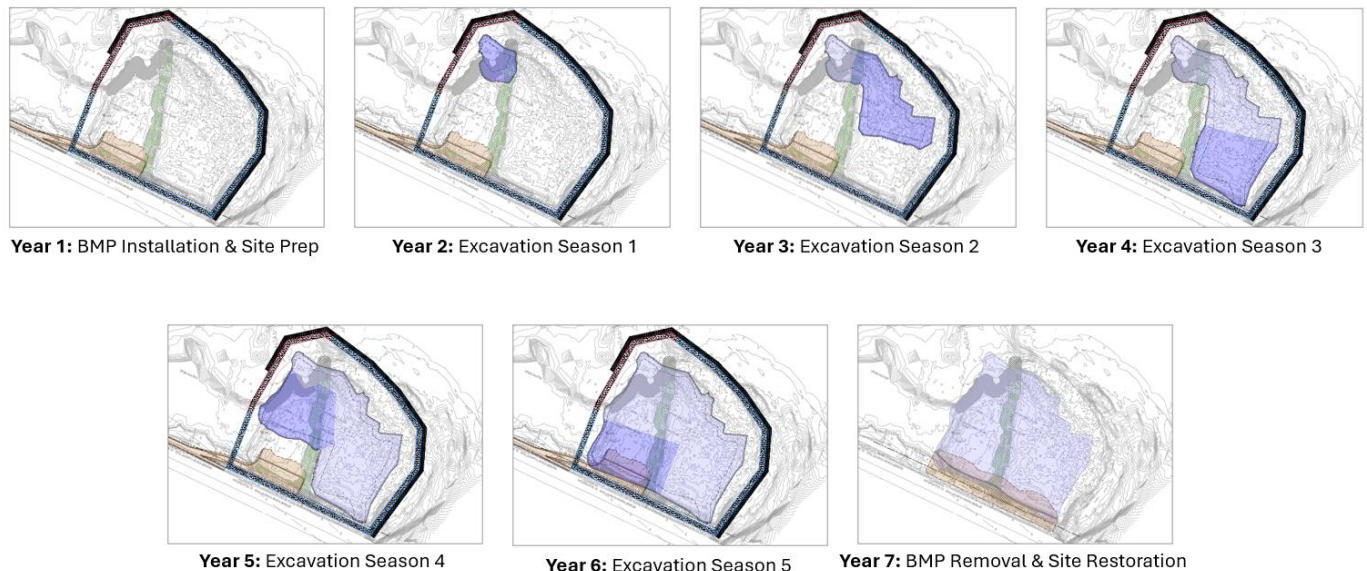 Year 1: BMP Installation & Site Prep
Year 2: Excavation Season 1
Year 3: Excavation Season 2
Year 4: Excavation Season 3
Year 5: Excavation Season 4
Year 6: Excavation Season 5
Year 7: BMP Removal & Site Restoration